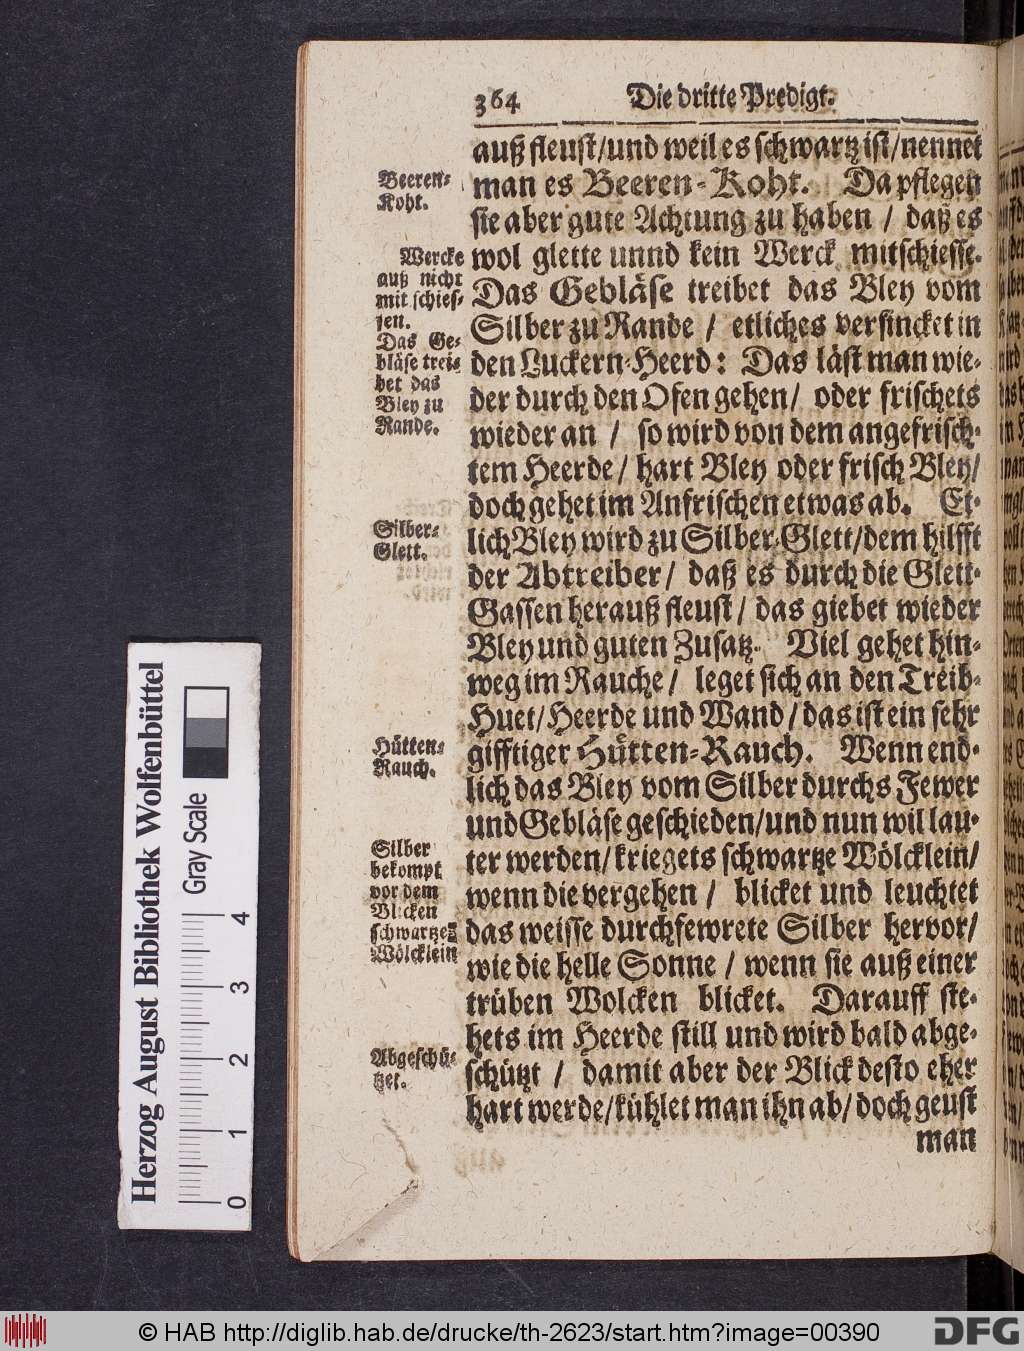 364 Die dritte Predigt.
auß fleust/und weil es schwartz ist/nennet
man es Beeren-Koht. Da pflegen
sie aber gute Achtung zu haben / daß es
wol glette unnd kein Werck mitschiesse.
Das Gebläse treibet das Bley vom
Silber zu Rande / etliches versincket in
den Luckern-Heerd: Das läst man wie-
der durch den Ofen gehen/ oder frischets
wieder an / so wird von dem angefrisch-
tem Heerde/ hart Bley oder frisch Bley/
doch gehet im Anfrischen etwas ab. Et-
lich Bley wird zu Silber-Glett/dem hilfft
der Abtreiber/ daß es durch die Glett-
Gassen herauß fleust/ das giebet wieder
Bley und guten Zusatz. Viel gehet hin-
weg im Rauche/ leget sich an den Treib-
Huet/Heerde und Wand/das ist ein sehr
gifftiger Hütten-Rauch. Wenn end-
lich das Bley vom Silber durchs Fewer
und Gebläse geschieden/und nun wil lau-
ter werden/kriegets schwartze Wölcklein/
wenn die vergehen / blicket und leuchtet
das weisse durchfewrete Silber hervor/
wie die helle Sonne / wenn sie auß einer
trüben Wolcken blicket. Darauff ste-
hets im Heerde still und wird bald abge-
schützt / damit aber der Blick desto eher
hart werde/kühlet man ihn ab/doch geust
man
Beeren-
Koht.
Wercke
auß nicht
mit schies-
sen.
Das Ge-
bläse trei-
bet das
Bley zu
Rande.
Silber-
Glett.
Hütten-
Rauch.
Silber
bekompt
vor dem
Blicken
schwartze
Wölcklein
Abgeschü-
tzet.
Herzog August Bibliothek Wolfenbüttel
Gray Scale
0 1 2 3 4
© HAB http://diglib.hab.de/drucke/th-2623/start.htm?image=00390
DFG